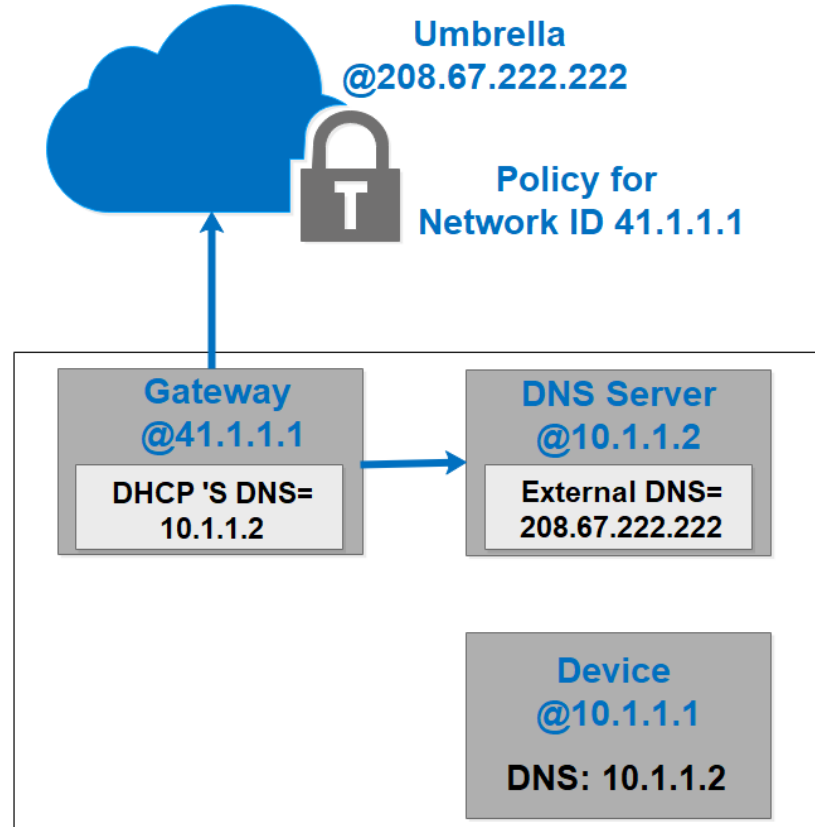 Umbrella
@208.67.222.222
T
Policy for
Network ID 41.1.1.1
Gateway
@41.1.1.1
DHCP 'S DNS=
10.1.1.2
DNS Server
@10.1.1.2
External DNS=
208.67.222.222
Device
@10.1.1.1
DNS: 10.1.1.2